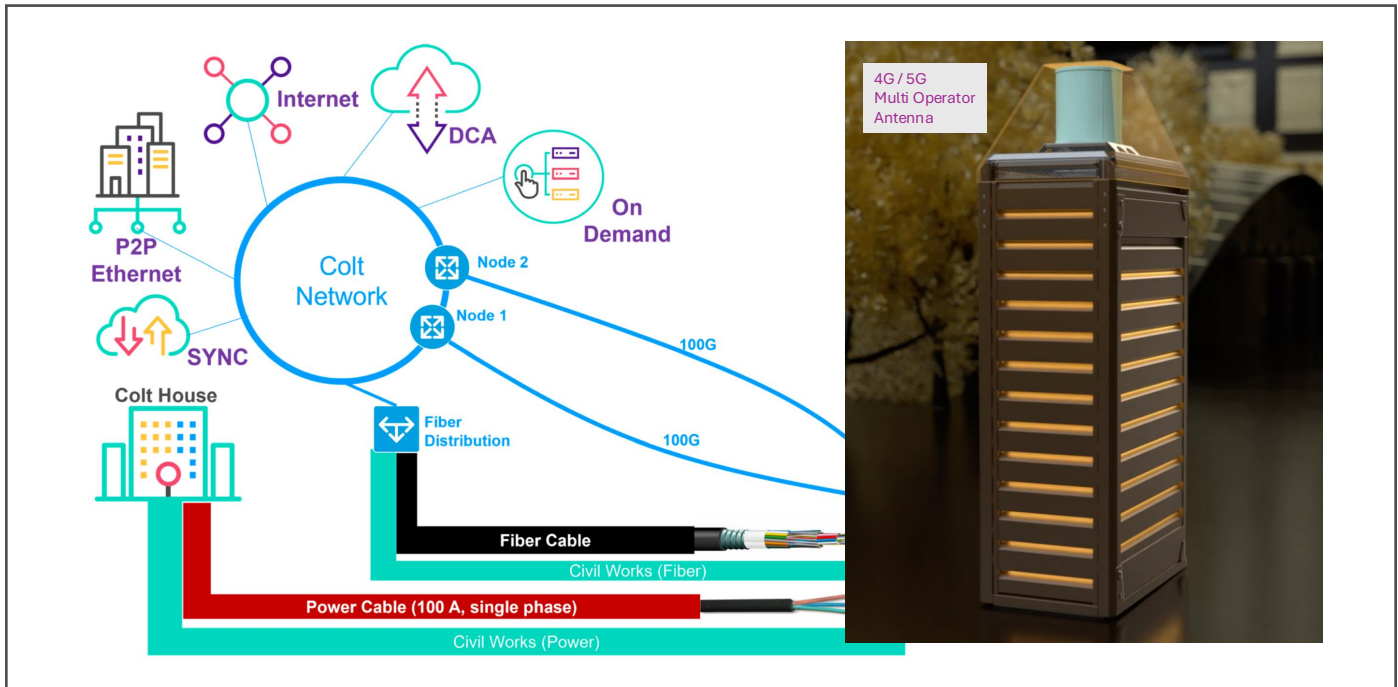 Internet
DCA
On
Demand
P2P
Ethernet
SYNC
Colt
Network
Node 2
Node 1
100G
100G
Colt House
Fiber
Distribution
Fiber Cable
Civil Works (Fiber)
Power Cable (100 A, single phase)
Civil Works (Power)
4G / 5G
Multi Operator
Antenna